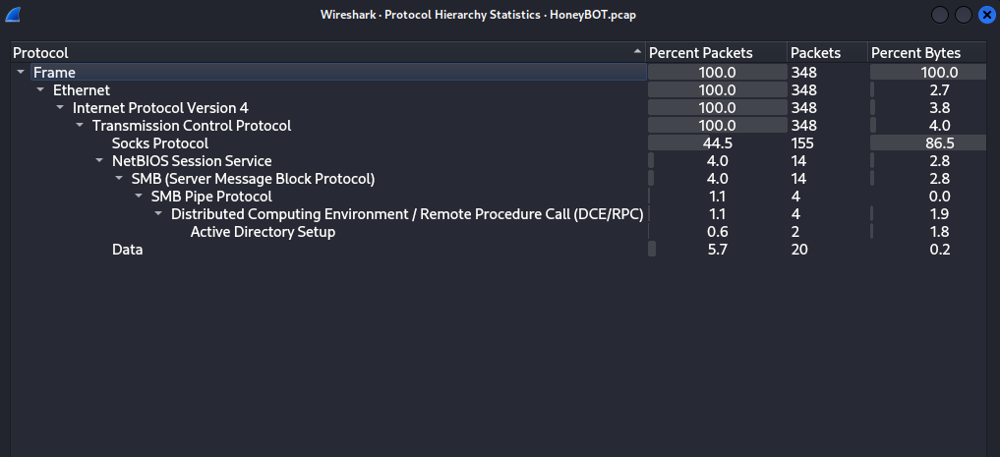 Wireshark · Protocol Hierarchy Statistics · HoneyBOT.pcap
Protocol Percent Packets Packets Percent Bytes
Frame 100.0 348 100.0
Ethernet 100.0 348 2.7
Internet Protocol Version 4 100.0 348 3.8
Transmission Control Protocol 100.0 348 4.0
Socks Protocol 44.5 155 86.5
NetBIOS Session Service 4.0 14 2.8
SMB (Server Message Block Protocol) 4.0 14 2.8
SMB Pipe Protocol 1.1 4 0.0
Distributed Computing Environment / Remote Procedure Call (DCE/RPC) 1.1 4 1.9
Active Directory Setup 0.6 2 1.8
Data 5.7 20 0.2